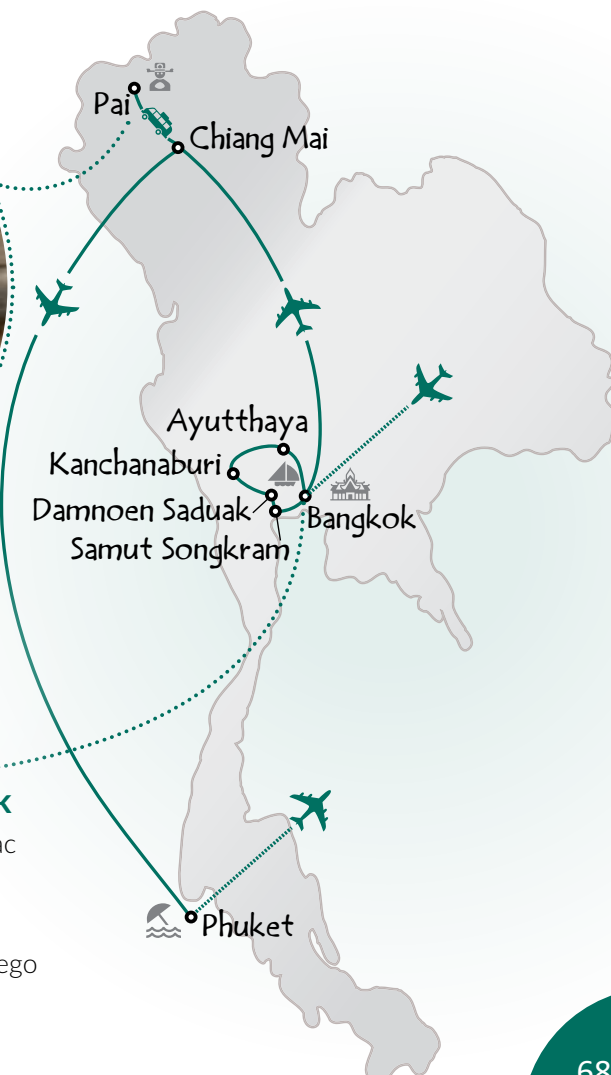 Pai
Chiang Mai
Ayutthaya
Kanchanaburi
Damnoen Saduak
Bangkok
Samut Songkram
Phuket
68